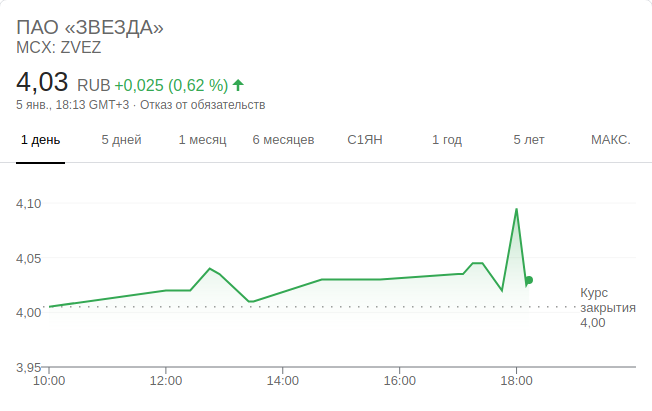 ПАО «ЗВЕЗДА»
MCX: ZVEZ
4,03 RUB +0,025 (0,62 %)
5 янв., 18:13 GMT+3 · Отказ от обязательств
1 день 5 дней 1 месяц 6 месяцев С1ЯН 1 год 5 лет МАКС.
4,10
4,05
4,00
3,95
Курс
закрытия
4,00
10:00 12:00 14:00 16:00 18:00